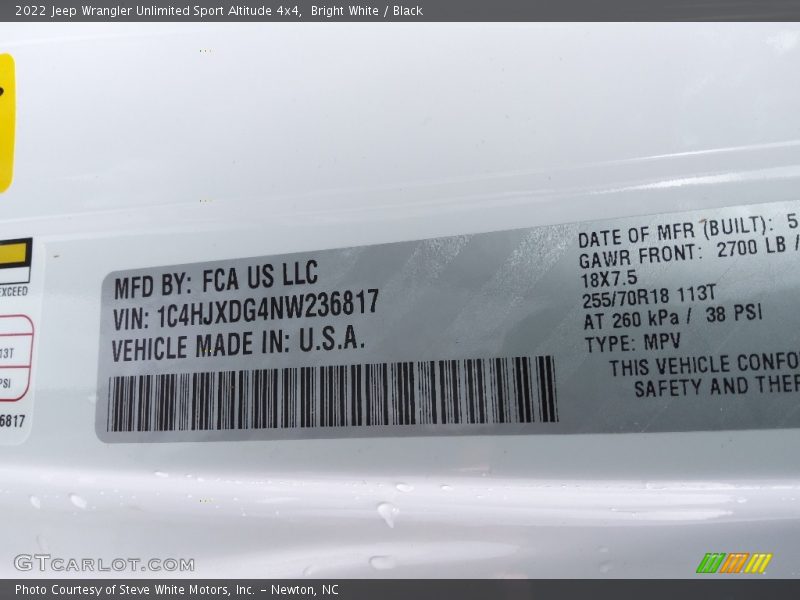 2022 Jeep Wrangler Unlimited Sport Altitude 4x4,  Bright White / Black
EXCEED
13T
PSI
6817
MFD BY: FCA US LLC
VIN: 1C4HJXDG4NW236817
VEHICLE MADE IN: U.S.A.
DATE OF MFR (BUILT): 5
GAWR FRONT: 2700 LB /
18X7.5
255/70R18 113T
AT 260 kPa / 38 PSI
TYPE: MPV
THIS VEHICLE CONFO
SAFETY AND THEF
GTCARLOT.COM
Photo Courtesy of Steve White Motors, Inc. – Newton, NC